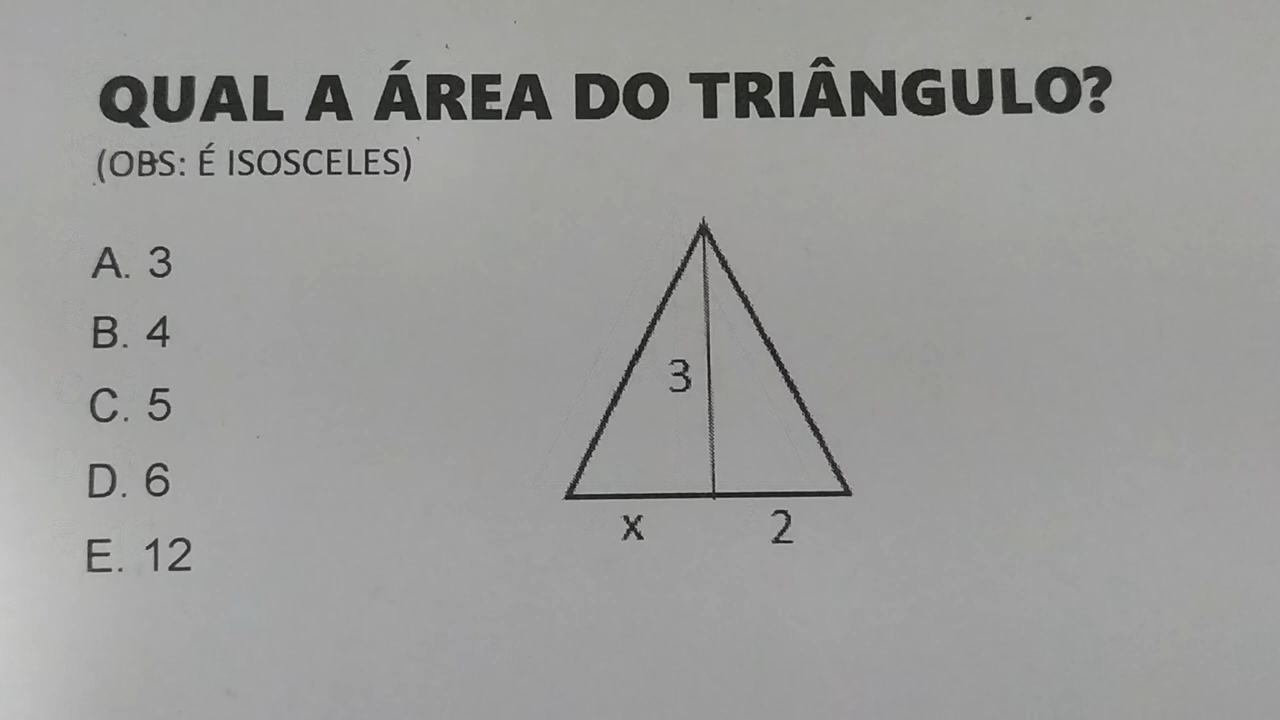 QUAL A ÁREA DO TRIÂNGULO?
(OBS: É ISOSCELES)
A. 3
B. 4
C. 5
D. 6
E. 12
3
x 2